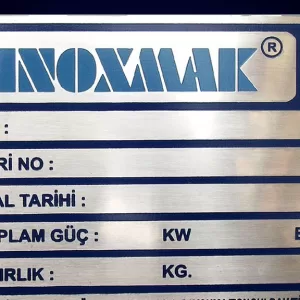 INOXMAK®
:
Rİ NO :
AL TARİHİ :
PLAM GÜÇ : KW
IRLIK : KG.